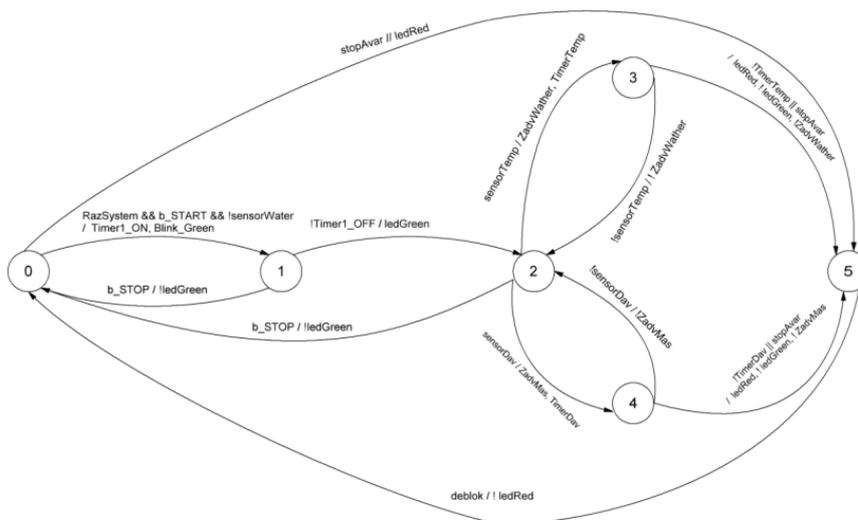 stopAvar // ledRed
sensorTemp / ZadvWather, TimerTemp
3
!TimerTemp || stopAvar
/ ledRed, ! ledGreen, !ZadvWather
!sensorTemp / ! ZadvWather
RazSystem && b_START && !sensorWater
/ Timer1_ON, Blink_Green
!Timer1_OFF / ledGreen
0
1
2
5
b_STOP / !ledGreen
b_STOP / !ledGreen
!sensorDav / !ZadvMas
sensorDav / ZadvMas, TimerDav
4
!TimerDav || stopAvar
/ ledRed, ! ledGreen, ! ZadvMas
deblok / ! ledRed